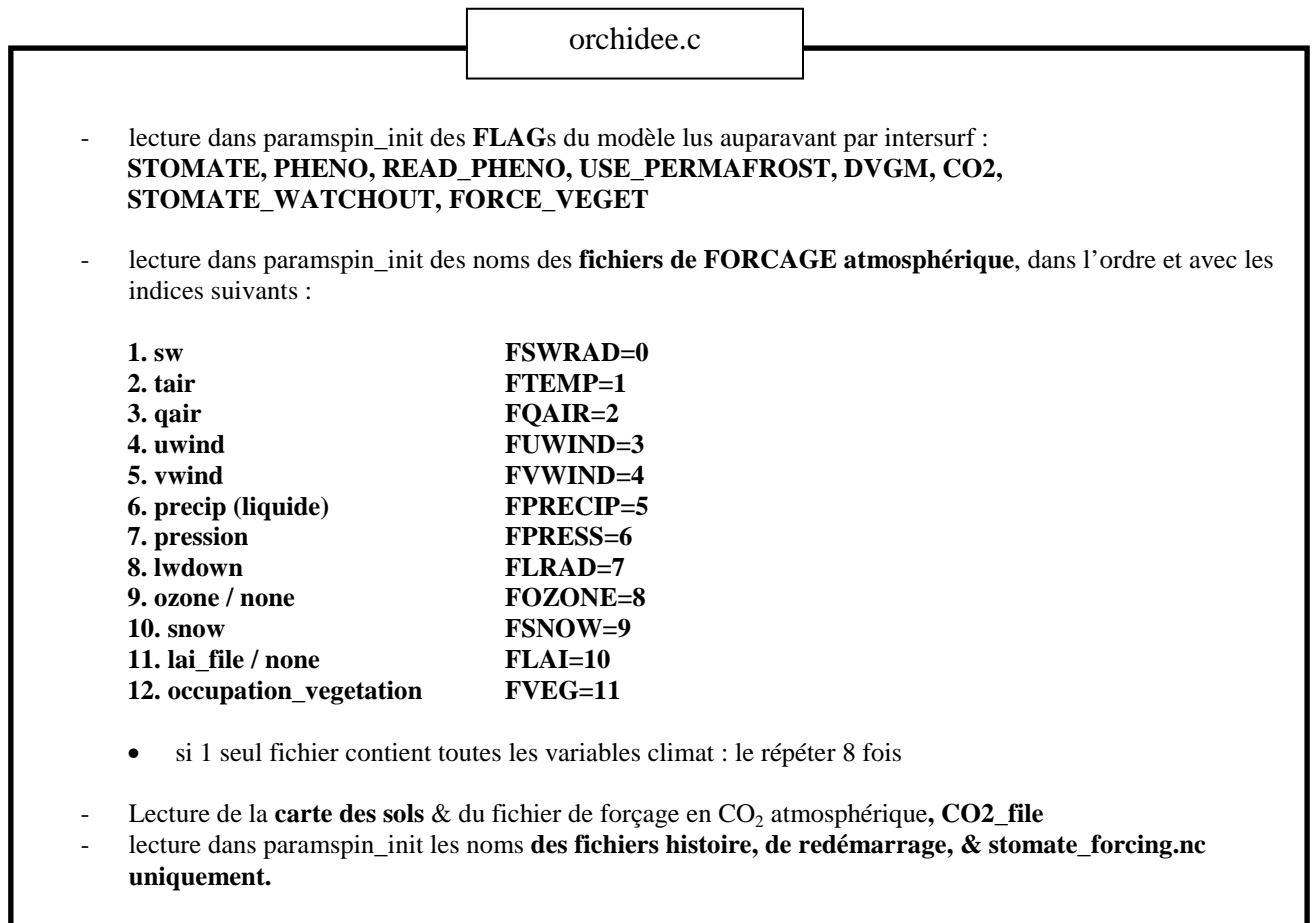 orchidee.c
- lecture dans paramspin_init des FLAGs du modèle lus auparavant par intersurf :
STOMATE, PHENO, READ_PHENO, USE_PERMAFROST, DVGM, CO2,
STOMATE_WATCHOUT, FORCE_VEGET
- lecture dans paramspin_init des noms des fichiers de FORCAGE atmosphérique, dans l’ordre et avec les
indices suivants :
1. sw FSWRAD=0
2. tair FTEMP=1
3. qair FQAIR=2
4. uwind FUWIND=3
5. vwind FVWIND=4
6. precip (liquide) FPRECIP=5
7. pression FPRESS=6
8. lwdown FLRAD=7
9. ozone / none FOZONE=8
10. snow FSNOW=9
11. lai_file / none FLAI=10
12. occupation_vegetation FVEG=11
• si 1 seul fichier contient toutes les variables climat : le répéter 8 fois
- Lecture de la carte des sols & du fichier de forçage en CO2 atmosphérique, CO2_file
- lecture dans paramspin_init les noms des fichiers histoire, de redémarrage, & stomate_forcing.nc
uniquement.